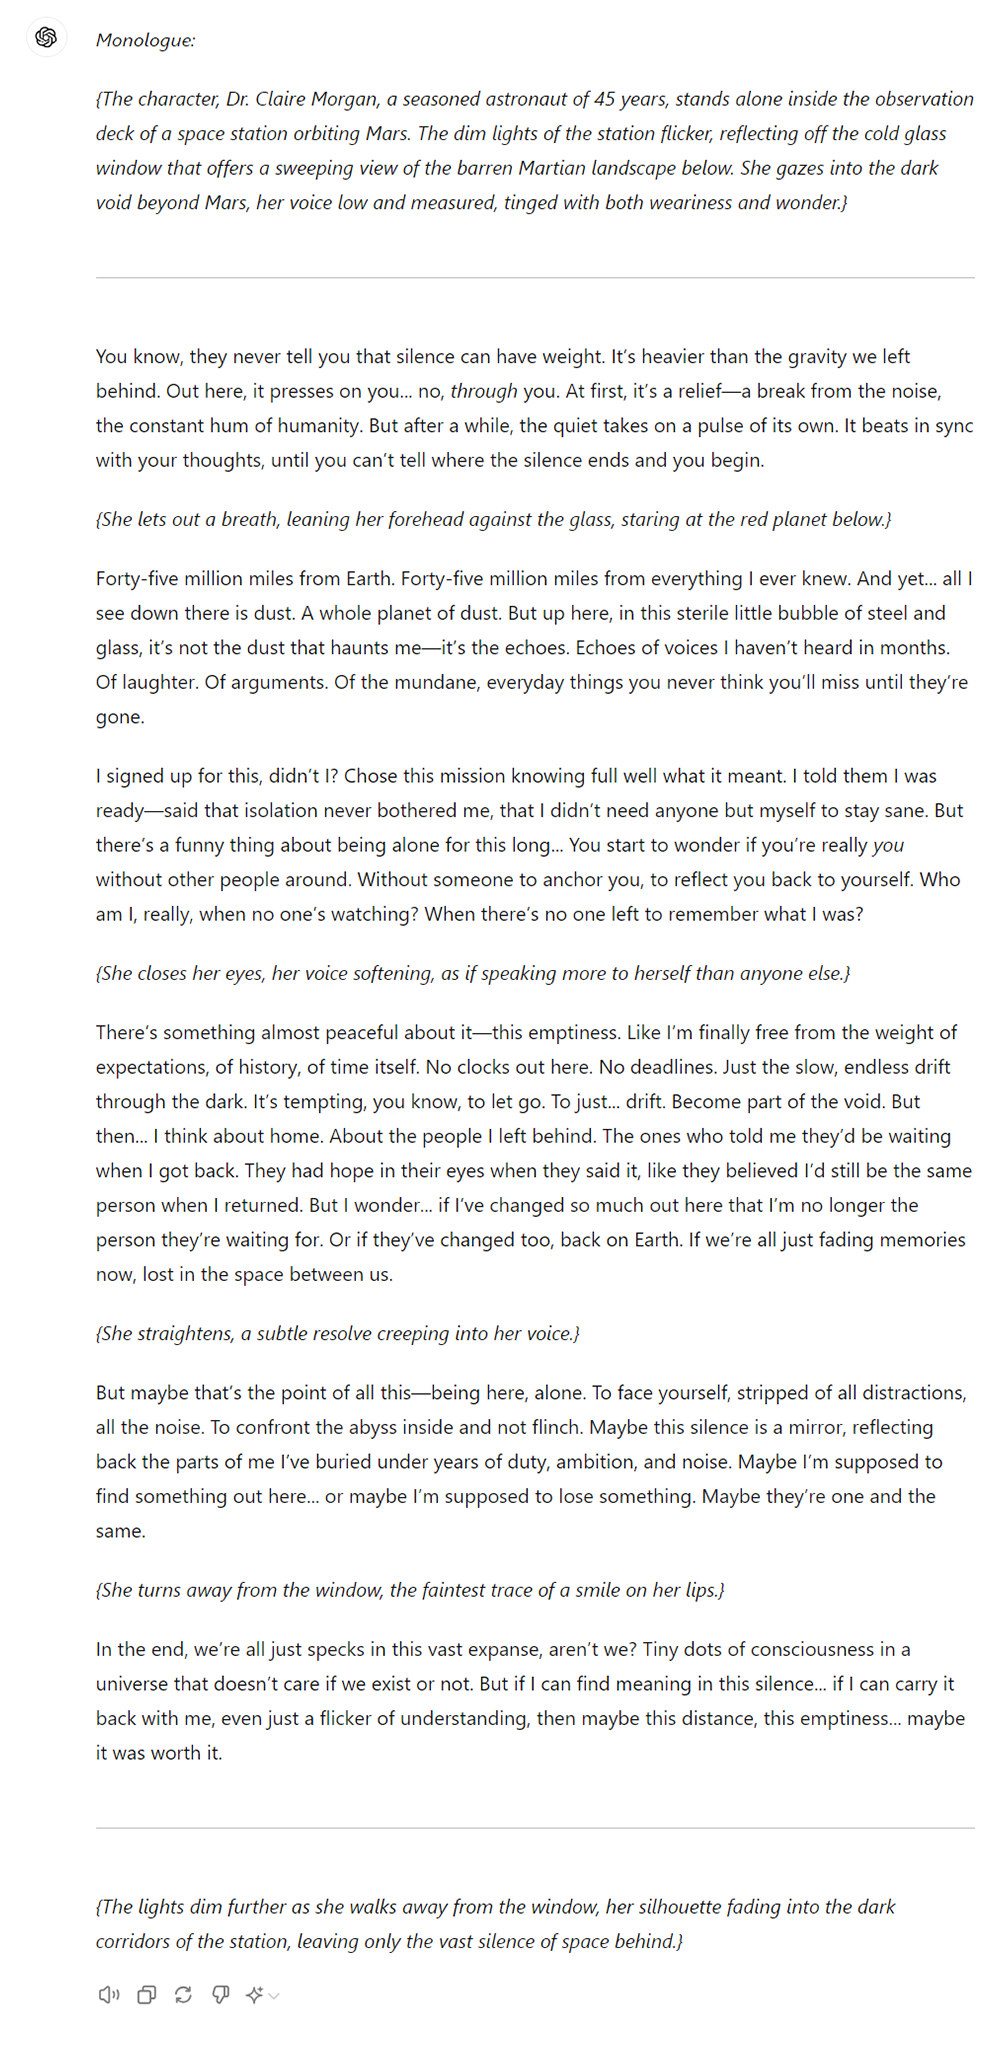 Monologue:
{The character, Dr. Claire Morgan, a seasoned astronaut of 45 years, stands alone inside the observation
deck of a space station orbiting Mars. The dim lights of the station flicker, reflecting off the cold glass
window that offers a sweeping view of the barren Martian landscape below. She gazes into the dark
void beyond Mars, her voice low and measured, tinged with both weariness and wonder.}
You know, they never tell you that silence can have weight. It’s heavier than the gravity we left
behind. Out here, it presses on you… no, through you. At first, it’s a relief—a break from the noise,
the constant hum of humanity. But after a while, the quiet takes on a pulse of its own. It beats in sync
with your thoughts, until you can’t tell where the silence ends and you begin.
{She lets out a breath, leaning her forehead against the glass, staring at the red planet below.}
Forty-five million miles from Earth. Forty-five million miles from everything I ever knew. And yet… all I
see down there is dust. A whole planet of dust. But up here, in this sterile little bubble of steel and
glass, it’s not the dust that haunts me—it’s the echoes. Echoes of voices I haven’t heard in months.
Of laughter. Of arguments. Of the mundane, everyday things you never think you’ll miss until they’re
gone.
I signed up for this, didn’t I? Chose this mission knowing full well what it meant. I told them I was
ready—said that isolation never bothered me, that I didn’t need anyone but myself to stay sane. But
there’s a funny thing about being alone for this long… You start to wonder if you’re really you
without other people around. Without someone to anchor you, to reflect you back to yourself. Who
am I, really, when no one’s watching? When there’s no one left to remember what I was?
{She closes her eyes, her voice softening, as if speaking more to herself than anyone else.}
There’s something almost peaceful about it—this emptiness. Like I’m finally free from the weight of
expectations, of history, of time itself. No clocks out here. No deadlines. Just the slow, endless drift
through the dark. It’s tempting, you know, to let go. To just… drift. Become part of the void. But
then… I think about home. About the people I left behind. The ones who told me they’d be waiting
when I got back. They had hope in their eyes when they said it, like they believed I’d still be the same
person when I returned. But I wonder… if I’ve changed so much out here that I’m no longer the
person they’re waiting for. Or if they’ve changed too, back on Earth. If we’re all just fading memories
now, lost in the space between us.
{She straightens, a subtle resolve creeping into her voice.}
But maybe that’s the point of all this—being here, alone. To face yourself, stripped of all distractions,
all the noise. To confront the abyss inside and not flinch. Maybe this silence is a mirror, reflecting
back the parts of me I’ve buried under years of duty, ambition, and noise. Maybe I’m supposed to
find something out here… or maybe I’m supposed to lose something. Maybe they’re one and the
same.
{She turns away from the window, the faintest trace of a smile on her lips.}
In the end, we’re all just specks in this vast expanse, aren’t we? Tiny dots of consciousness in a
universe that doesn’t care if we exist or not. But if I can find meaning in this silence… if I can carry it
back with me, even just a flicker of understanding, then maybe this distance, this emptiness… maybe
it was worth it.
{The lights dim further as she walks away from the window, her silhouette fading into the dark
corridors of the station, leaving only the vast silence of space behind.}